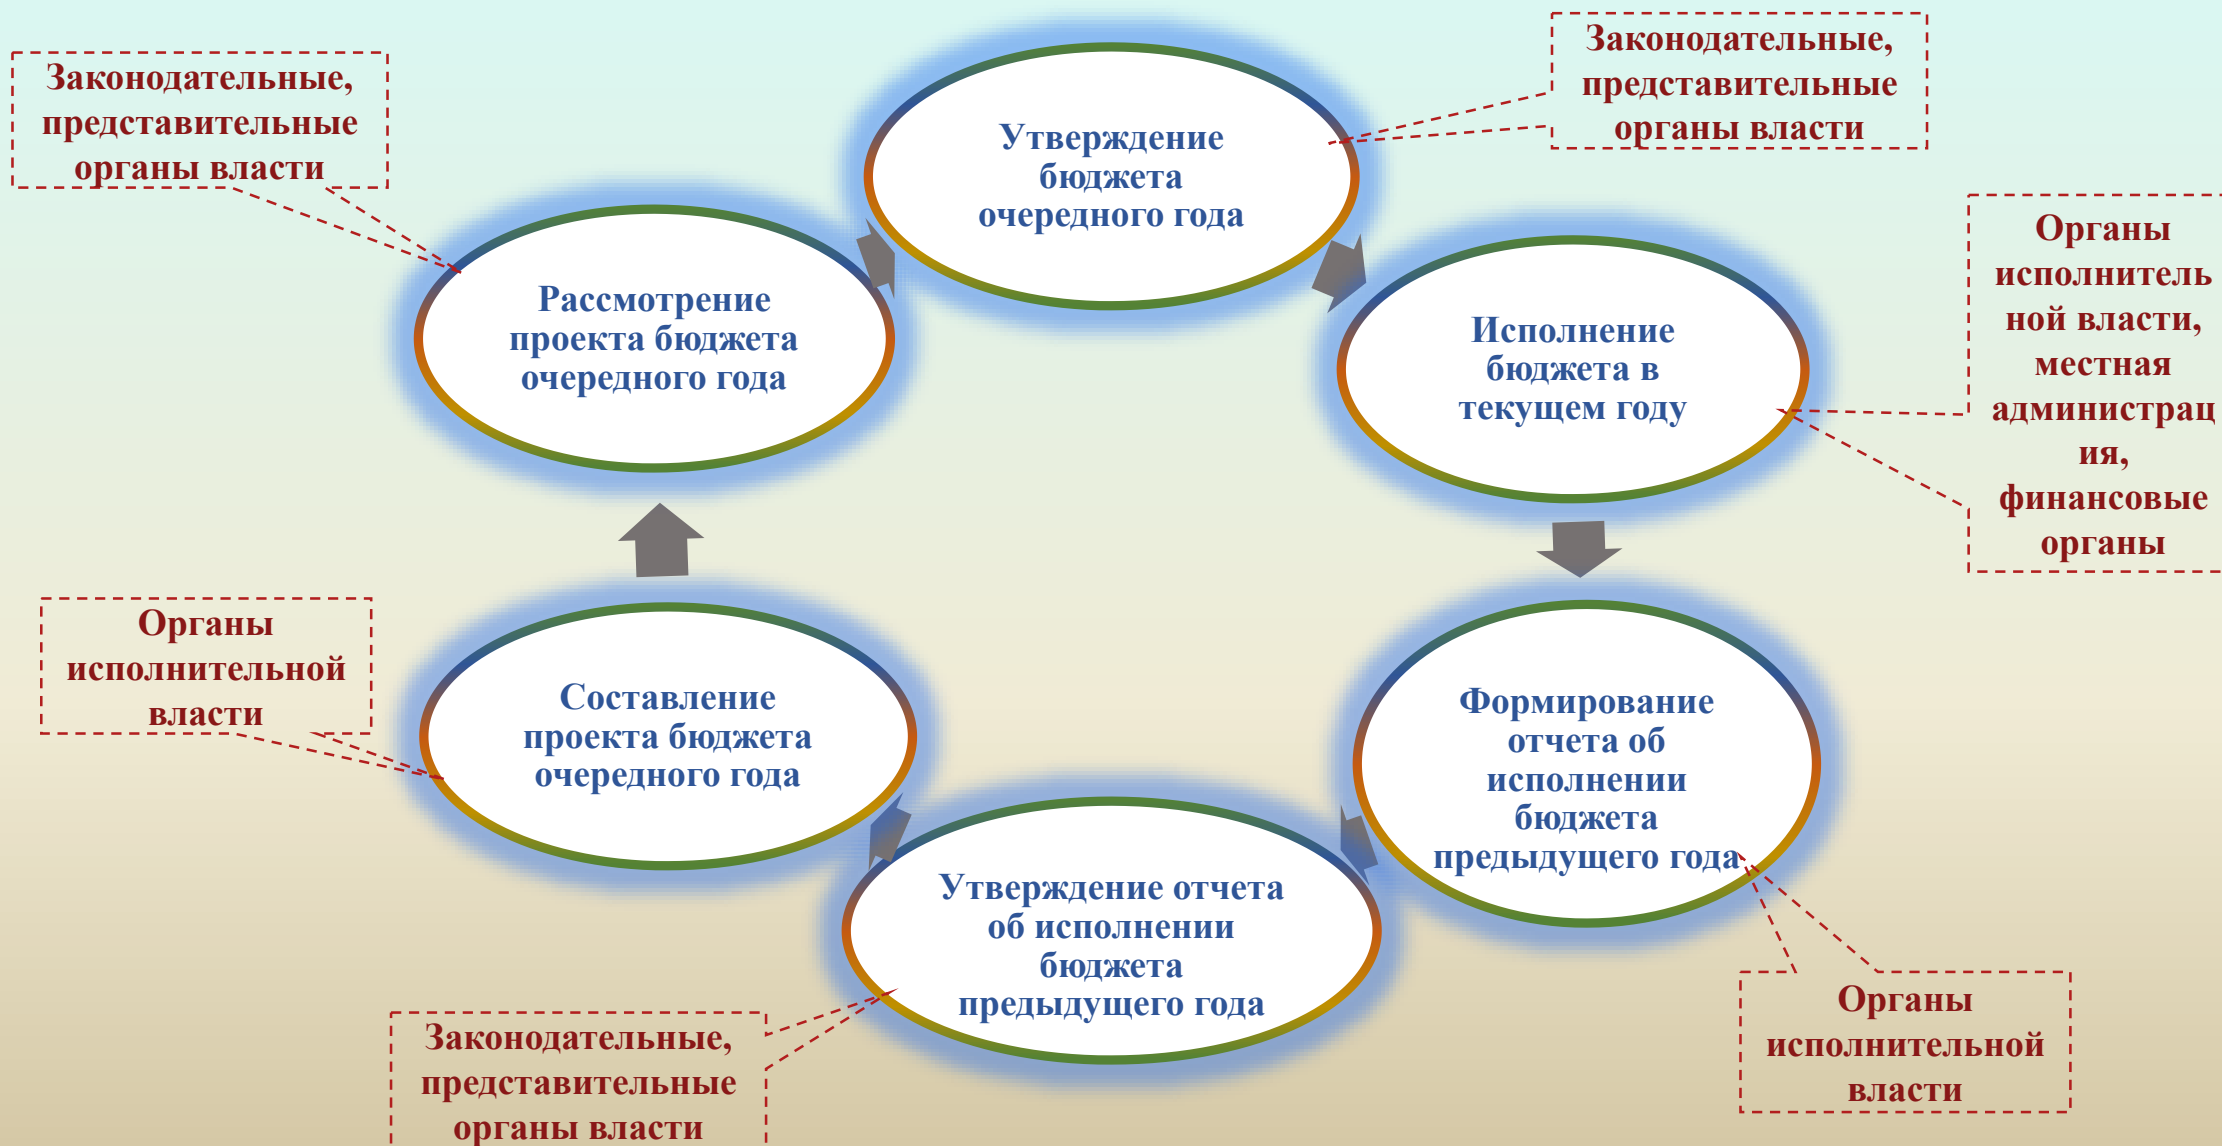 Законодательные,
представительные
органы власти
Утверждение
бюджета
очередного года
Законодательные,
представительные
органы власти
Рассмотрение
проекта бюджета
очередного года
Исполнение
бюджета в
текущем году
Органы
исполнитель
ной власти,
местная
администрац
ия,
финансовые
органы
Органы
исполнительной
власти
Составление
проекта бюджета
очередного года
Формирование
отчета об
исполнении
бюджета
предыдущего года
Утверждение отчета
об исполнении
бюджета
предыдущего года
Законодательные,
представительные
органы власти
Органы
исполнительной
власти